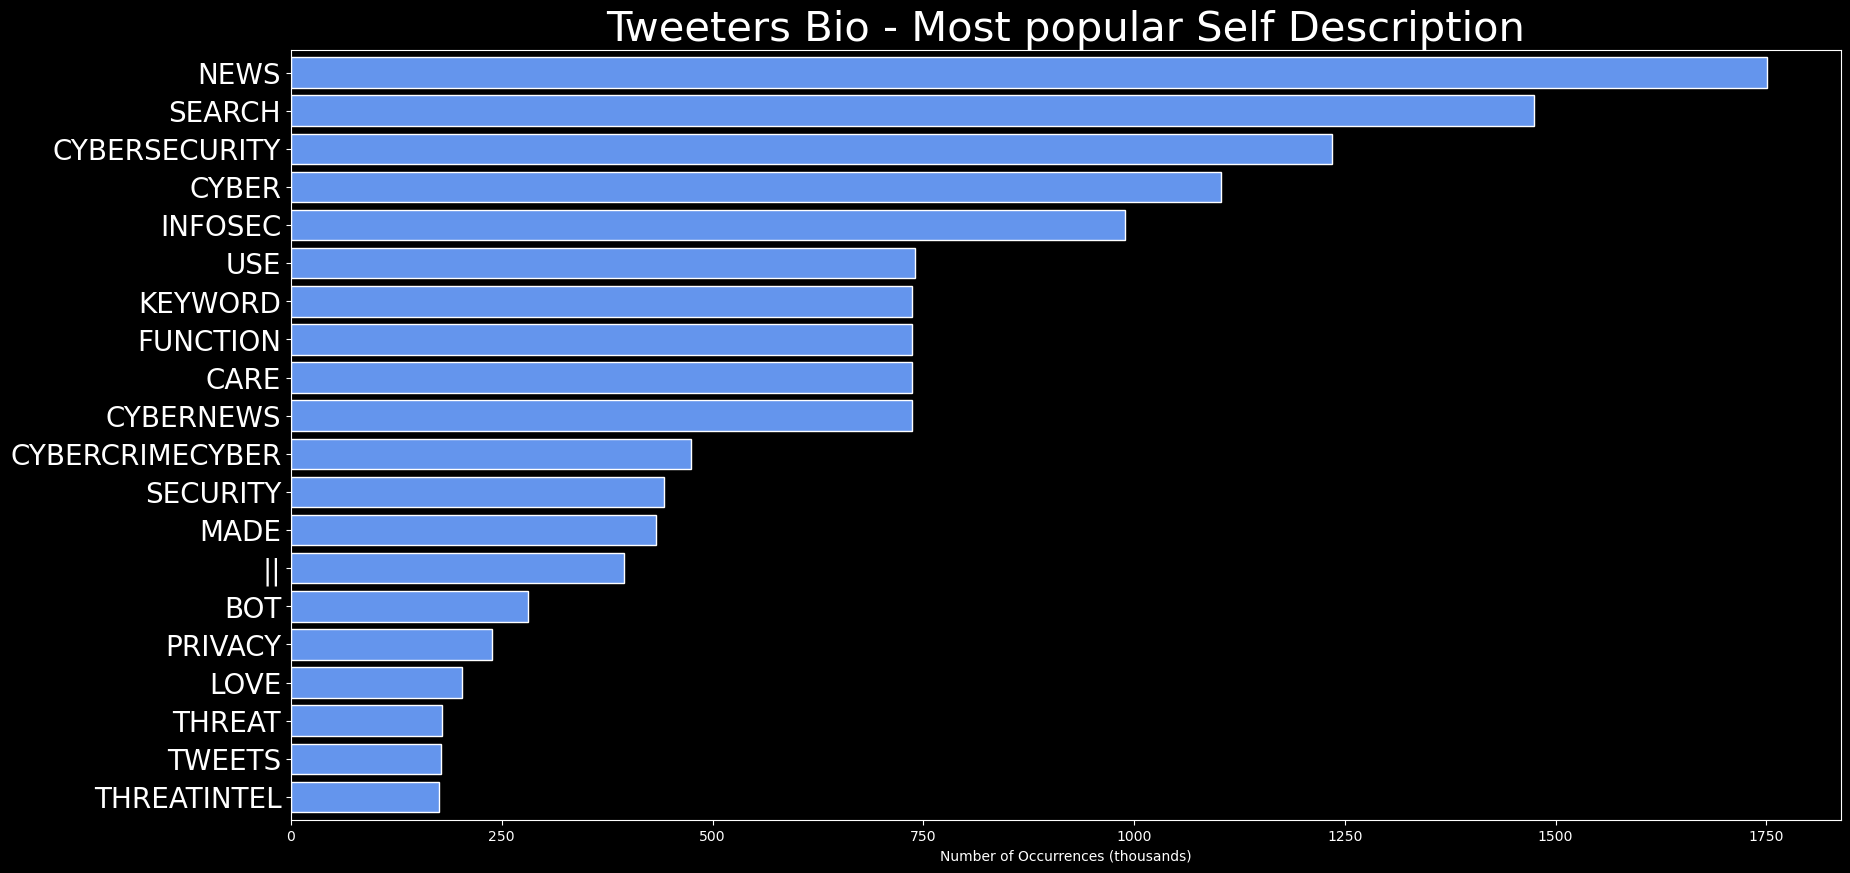 Tweeters Bio - Most popular Self Description
NEWS
SEARCH
CYBERSECURITY
CYBER
INFOSEC
USE
KEYWORD
FUNCTION
CARE
CYBERNEWS
CYBERCRIMECYBER
SECURITY
MADE
||
BOT
PRIVACY
LOVE
THREAT
TWEETS
THREATINTEL
0 250 500 750 1000 1250 1500 1750
Number of Occurrences (thousands)